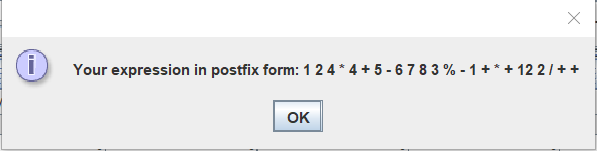 Your expression in postfix form: 1 2 4 * 4 + 5 - 6 7 8 3 % - 1 + * + 12 2 / + +
OK